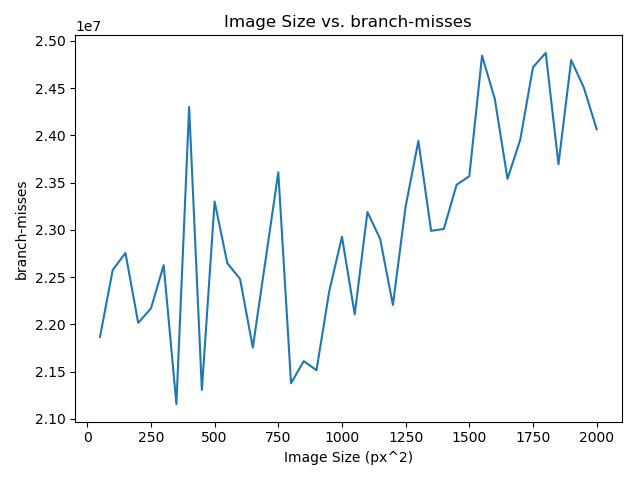 Image Size vs. branch-misses
1e7
2.50
2.45
2.40
2.35
2.30
2.25
2.20
2.15
2.10
branch-misses
0 250 500 750 1000 1250 1500 1750 2000
Image Size (px^2)